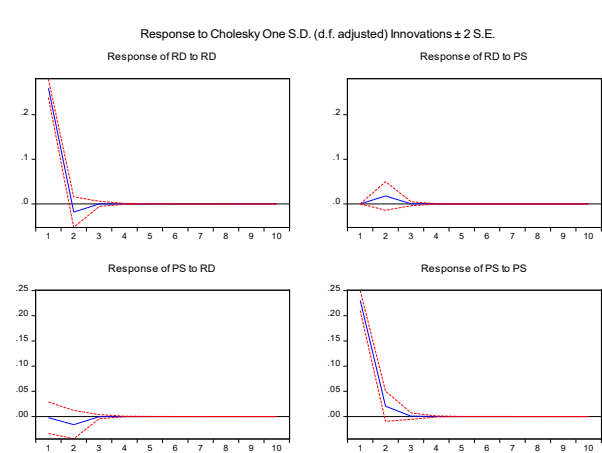 Response to Cholesky One S.D. (d.f. adjusted) Innovations ± 2 S.E.
Response of RD to RD
.2
.1
.0
1 2 3 4 5 6 7 8 9 10
Response of RD to PS
.2
.1
.0
1 2 3 4 5 6 7 8 9 10
Response of PS to RD
.25
.20
.15
.10
.05
.00
1 2 3 4 5 6 7 8 9 10
Response of PS to PS
.25
.20
.15
.10
.05
.00
1 2 3 4 5 6 7 8 9 10